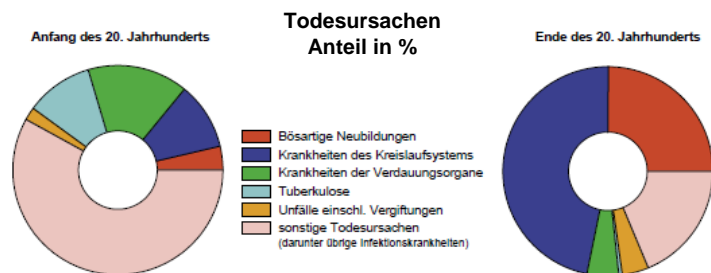 Todesursachen
Anteil in %
Anfang des 20. Jahrhunderts
Ende des 20. Jahrhunderts
Bösartige Neubildungen
Krankheiten des Kreislaufsystems
Krankheiten der Verdauungsorgane
Tuberkulose
Unfälle einschl. Vergiftungen
sonstige Todesursachen
(darunter übrige Infektionskrankheiten)